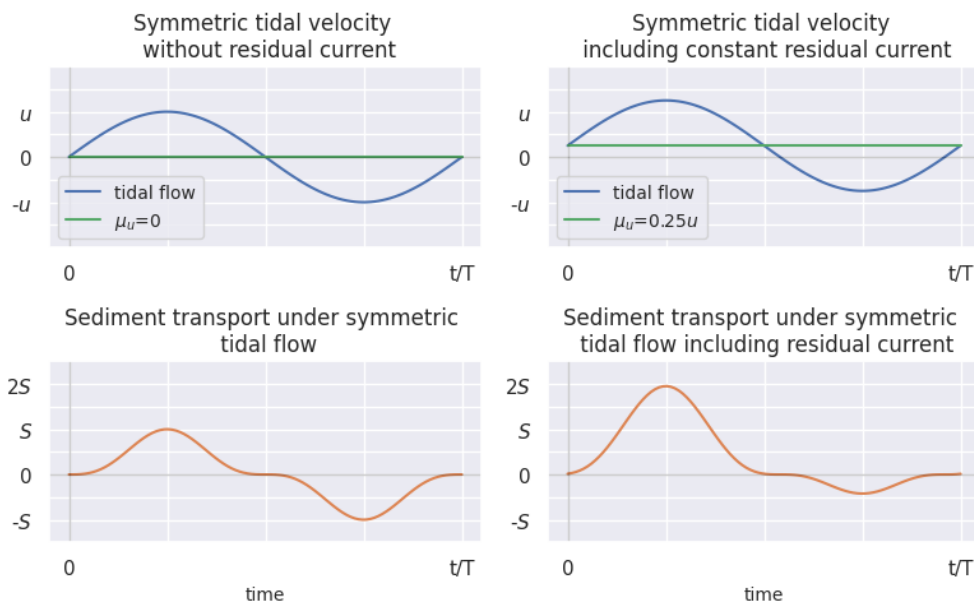 Symmetric tidal velocity
without residual current
u
0
-u
tidal flow
μu=0
0
t/T
Symmetric tidal velocity
including constant residual current
u
0
-u
tidal flow
μu=0.25u
0
t/T
Sediment transport under symmetric
tidal flow
2S
S
0
-S
0
t/T
time
Sediment transport under symmetric
tidal flow including residual current
2S
S
0
-S
0
t/T
time